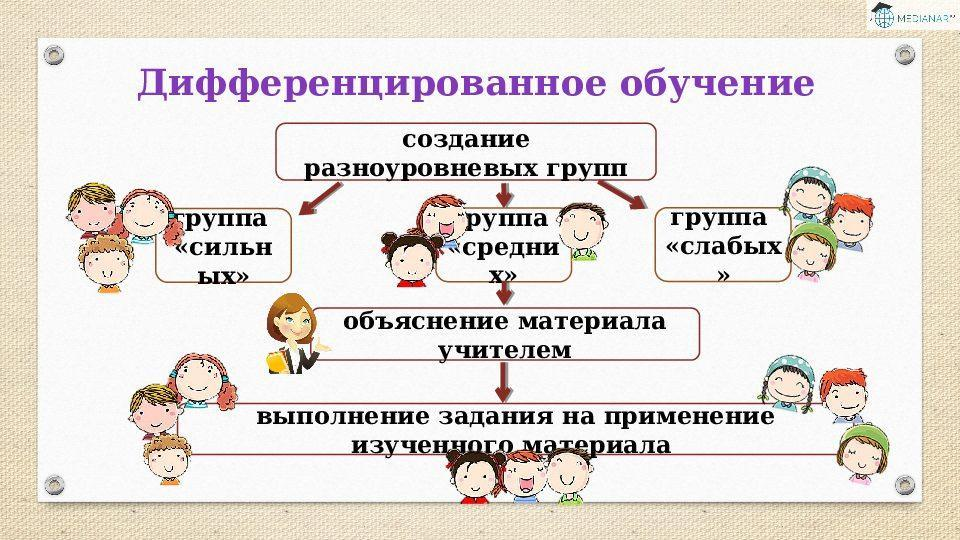 MEDIANAR
Дифференцированное обучение
создание
разноуровневых групп
группа
«сильн
ых»
группа
«средни
х»
группа
«слабых
»
объяснение материала
учителем
выполнение задания на применение
изученного материала